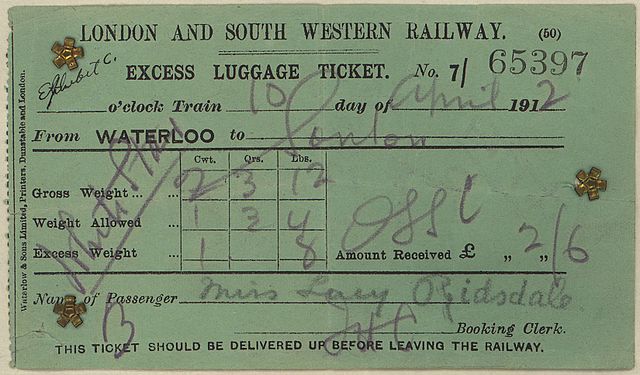 LONDON AND SOUTH WESTERN RAILWAY. (50)
EXCESS LUGGAGE TICKET. No. 7/ 65397
o'clock Train 10 day of April 1912
From WATERLOO to
Cwt. Qrs. Lbs.
Gross Weight ... ... 2 3 12
Weight Allowed ... 1 3 4
Excess Weight ... 1 8 Amount Received £ „ 2 „ /6
White Star
Name of Passenger Miss Lucy Ridsdale
B
Booking Clerk.
THIS TICKET SHOULD BE DELIVERED UP BEFORE LEAVING THE RAILWAY.
Waterlow & Sons Limited, Printers, Dunstable and London.